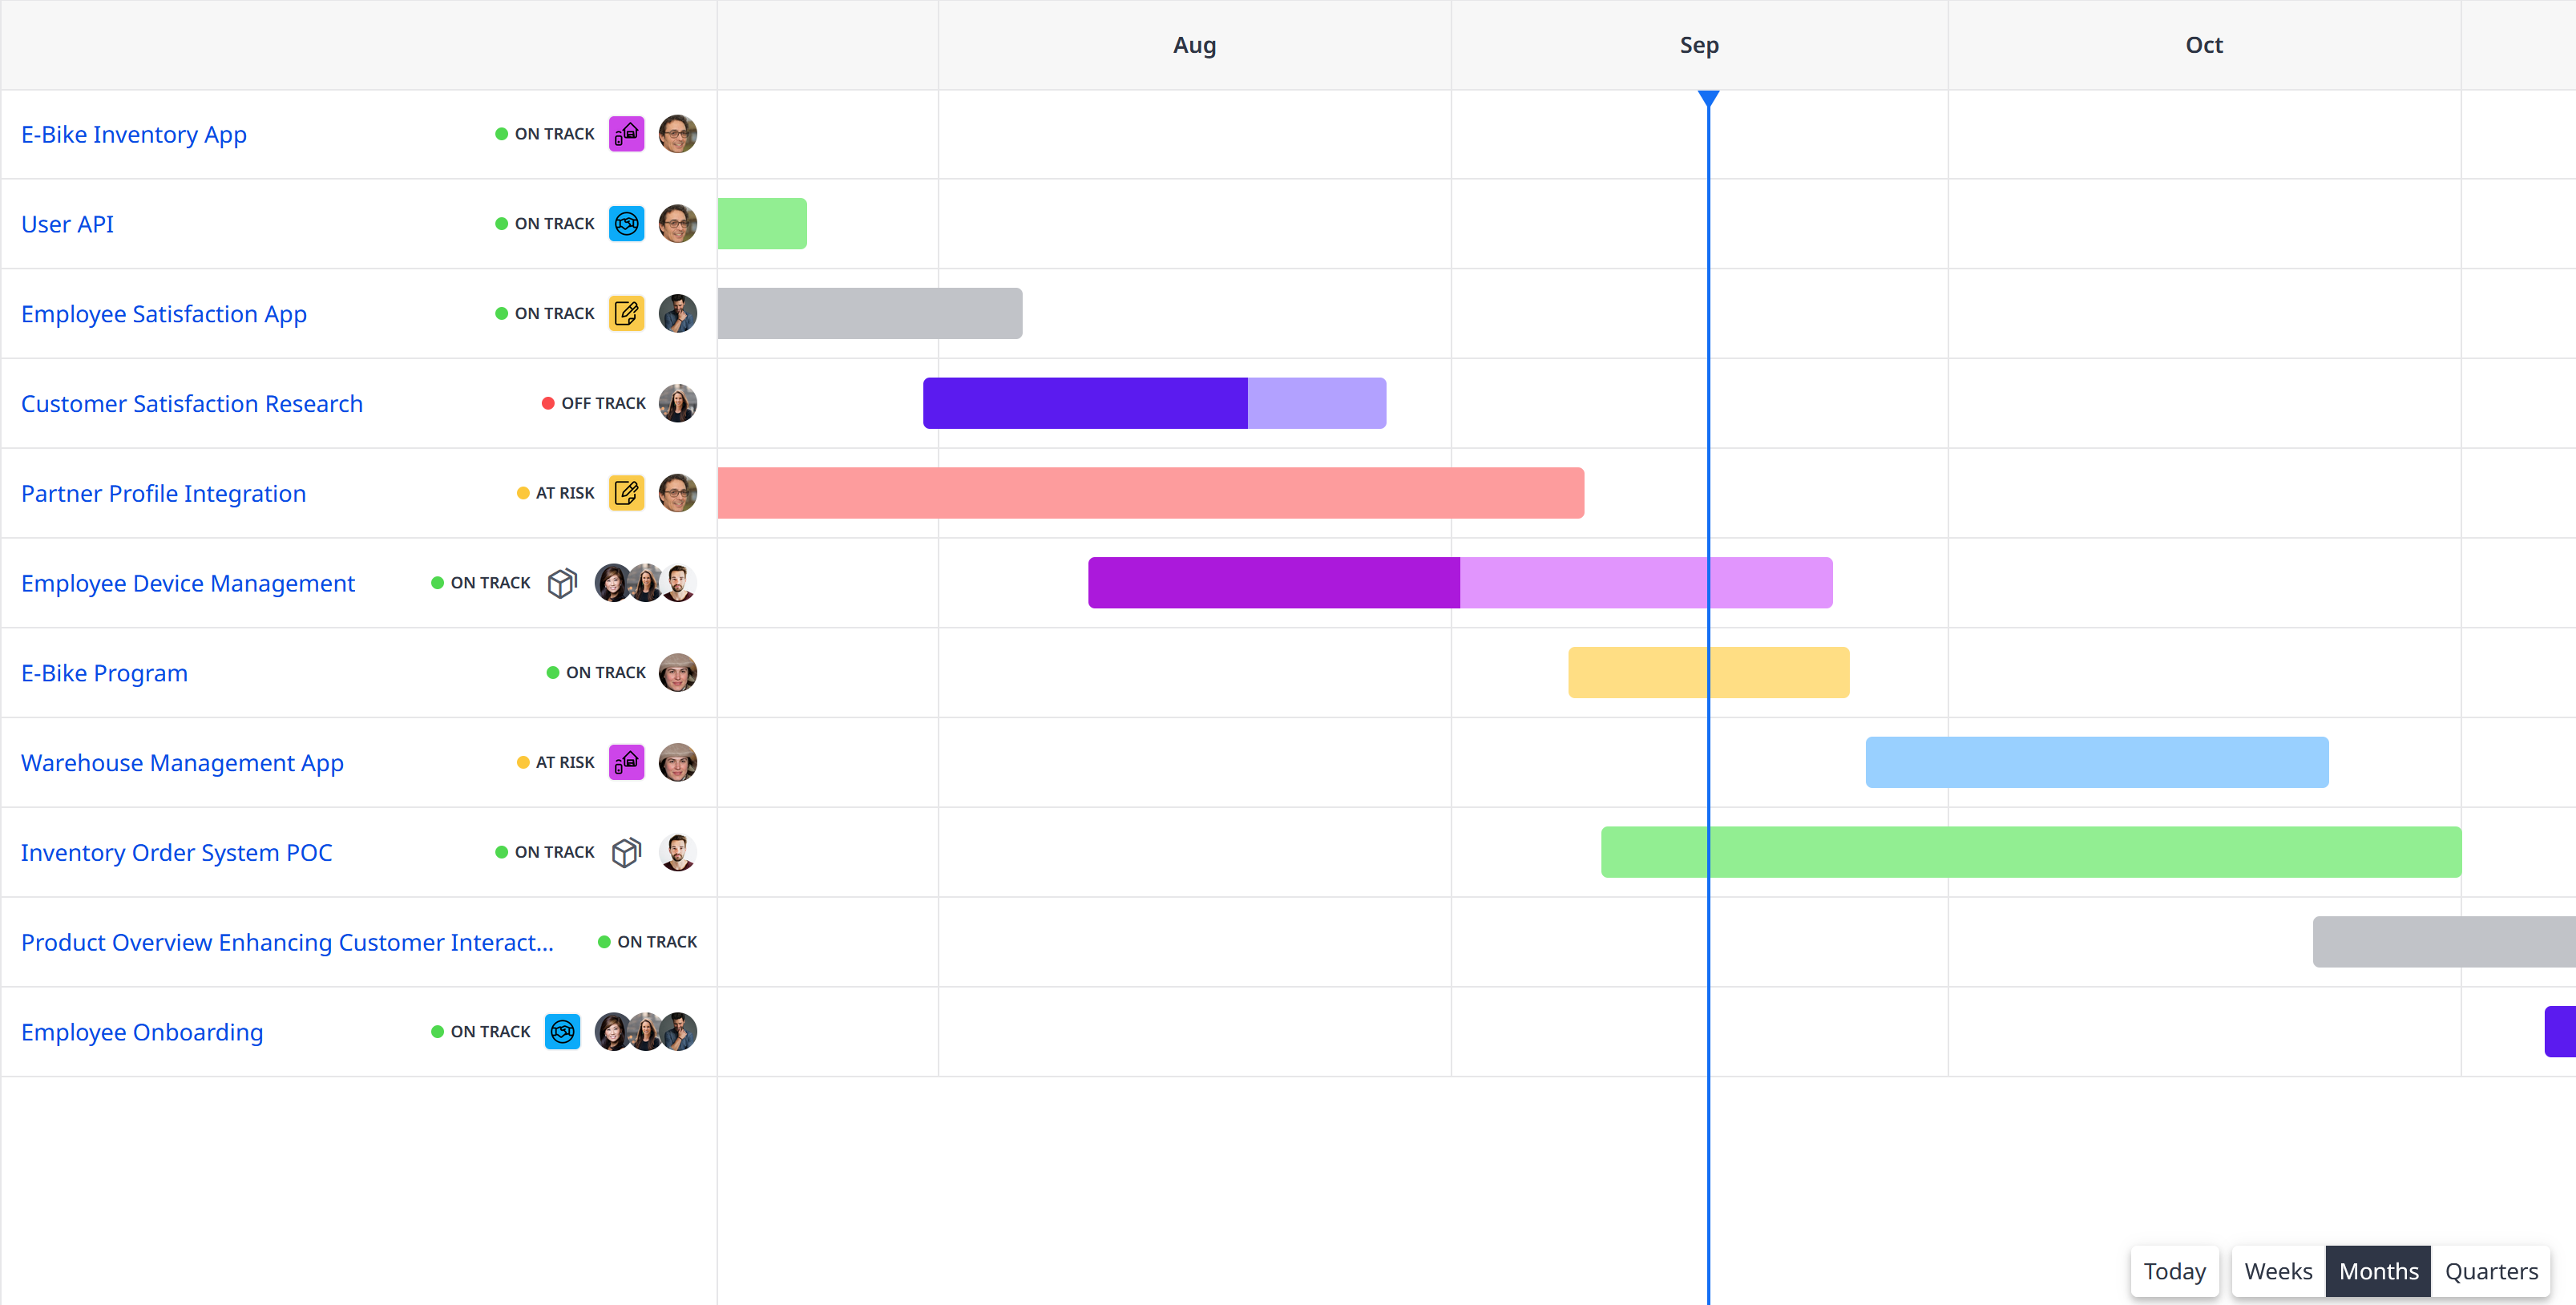 Aug Sep Oct
E-Bike Inventory App ON TRACK
User API ON TRACK
Employee Satisfaction App ON TRACK
Customer Satisfaction Research OFF TRACK
Partner Profile Integration AT RISK
Employee Device Management ON TRACK
E-Bike Program ON TRACK
Warehouse Management App AT RISK
Inventory Order System POC ON TRACK
Product Overview Enhancing Customer Interact... ON TRACK
Employee Onboarding ON TRACK
Today Weeks Months Quarters